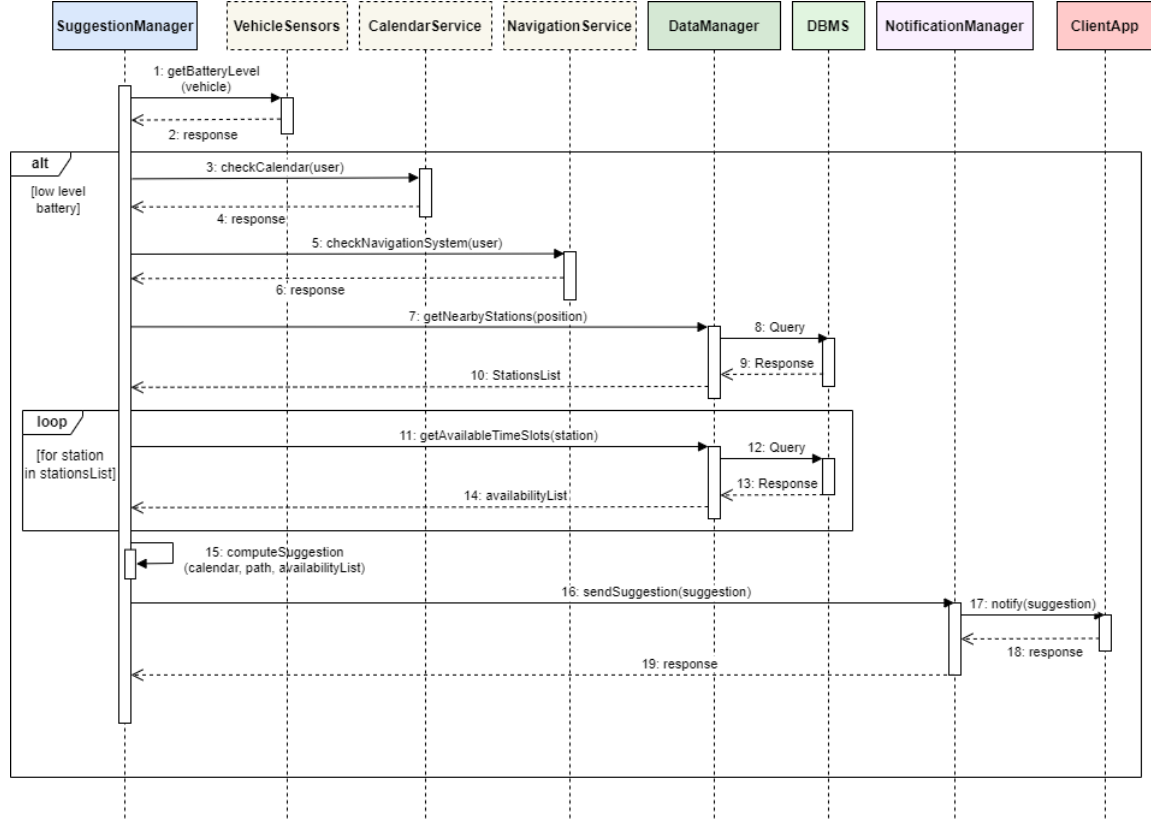 SuggestionManager
VehicleSensors
CalendarService
NavigationService
DataManager
DBMS
NotificationManager
ClientApp
1: getBatteryLevel
(vehicle)
2: response
alt
[low level
battery]
3: checkCalendar(user)
4: response
5: checkNavigationSystem(user)
6: response
7: getNearbyStations(position)
8: Query
9: Response
10: StationsList
loop
[for station
in stationsList]
11: getAvailableTimeSlots(station)
12: Query
13: Response
14: availabilityList
15: computeSuggestion
(calendar, path, availabilityList)
16: sendSuggestion(suggestion)
17: notify(suggestion)
18: response
19: response